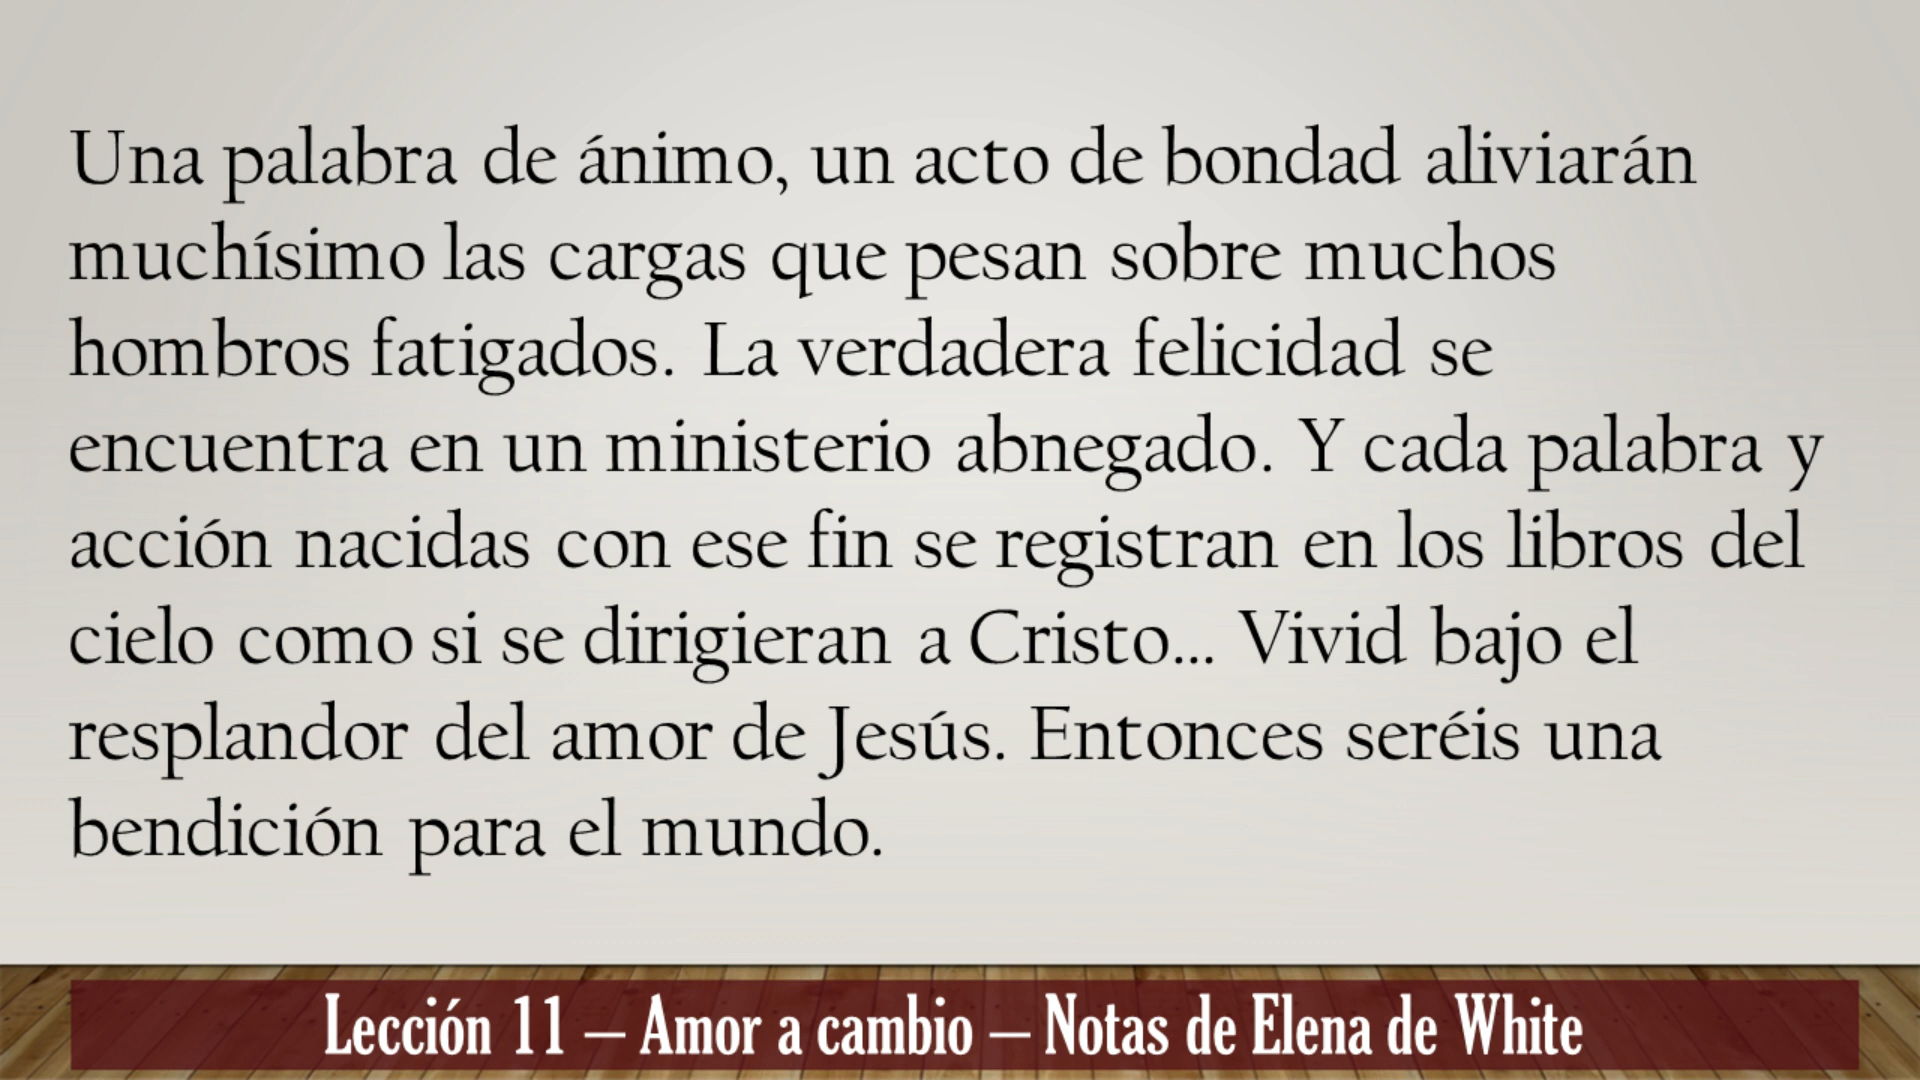 Una palabra de ánimo, un acto de bondad aliviarán
muchísimo las cargas que pesan sobre muchos
hombros fatigados. La verdadera felicidad se
encuentra en un ministerio abnegado. Y cada palabra y
acción nacidas con ese fin se registran en los libros del
cielo como si se dirigieran a Cristo... Vivid bajo el
resplandor del amor de Jesús. Entonces seréis una
bendición para el mundo.
Lección 11 – Amor a cambio – Notas de Elena de White